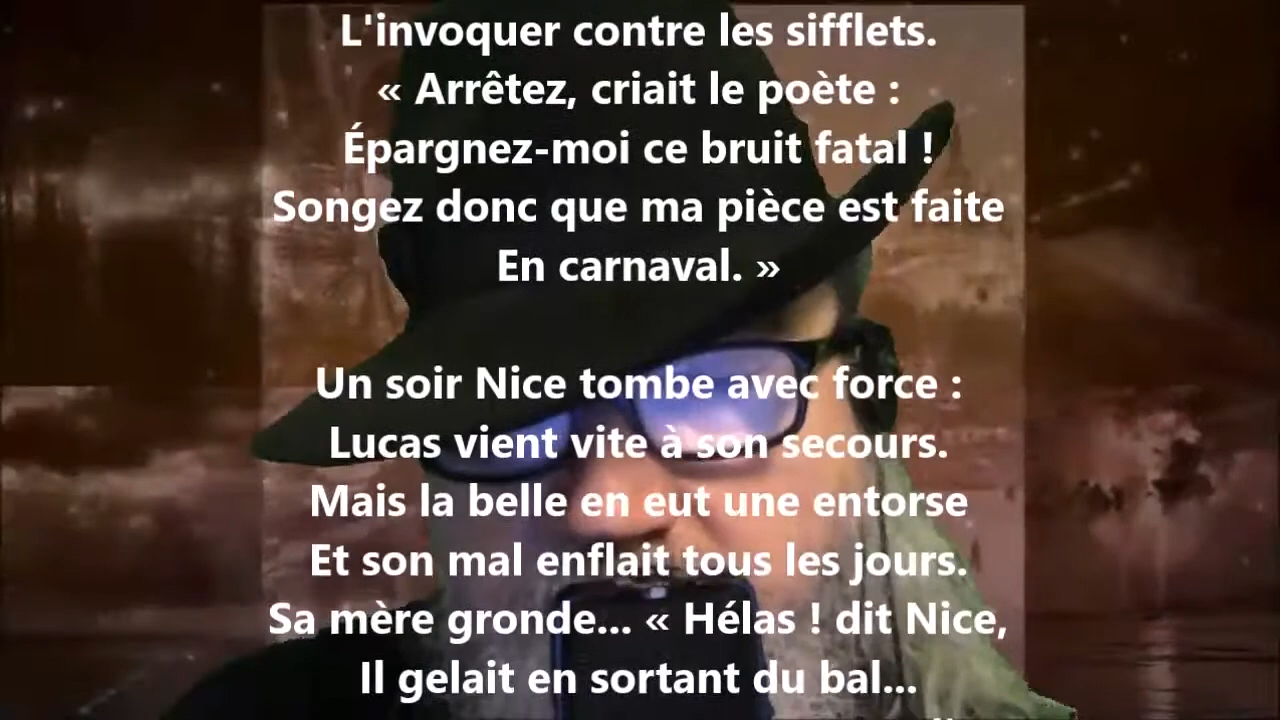 L'invoquer contre les sifflets.
« Arrêtez, criait le poète :
Épargnez-moi ce bruit fatal !
Songez donc que ma pièce est faite
En carnaval. »
Un soir Nice tombe avec force :
Lucas vient vite à son secours.
Mais la belle en eut une entorse
Et son mal enflait tous les jours.
Sa mère gronde... « Hélas ! dit Nice,
Il gelait en sortant du bal...